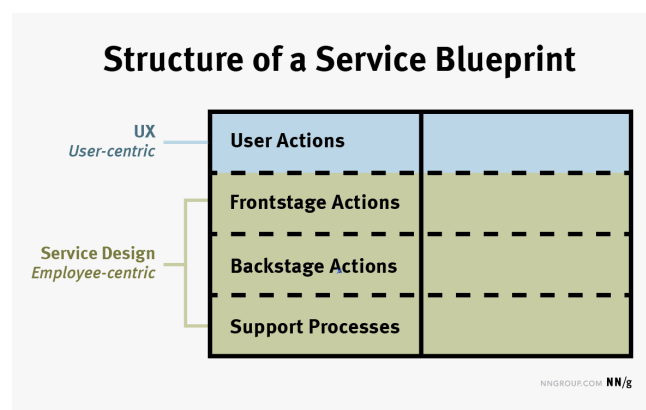 Structure of a Service Blueprint
UX
User-centric
User Actions
Frontstage Actions
Service Design
Employee-centric
Backstage Actions
Support Processes
NNGROUP.COM NN/g